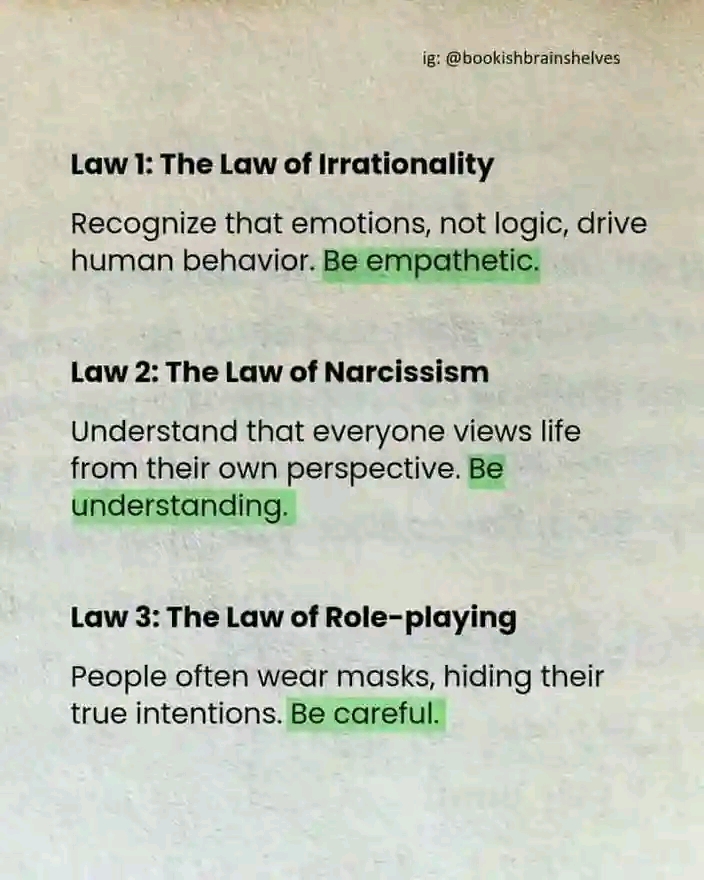 ig: @bookishbrainshelves
Law 1: The Law of Irrationality
Recognize that emotions, not logic, drive
human behavior. Be empathetic.
Law 2: The Law of Narcissism
Understand that everyone views life
from their own perspective. Be
understanding.
Law 3: The Law of Role-playing
People often wear masks, hiding their
true intentions. Be careful.